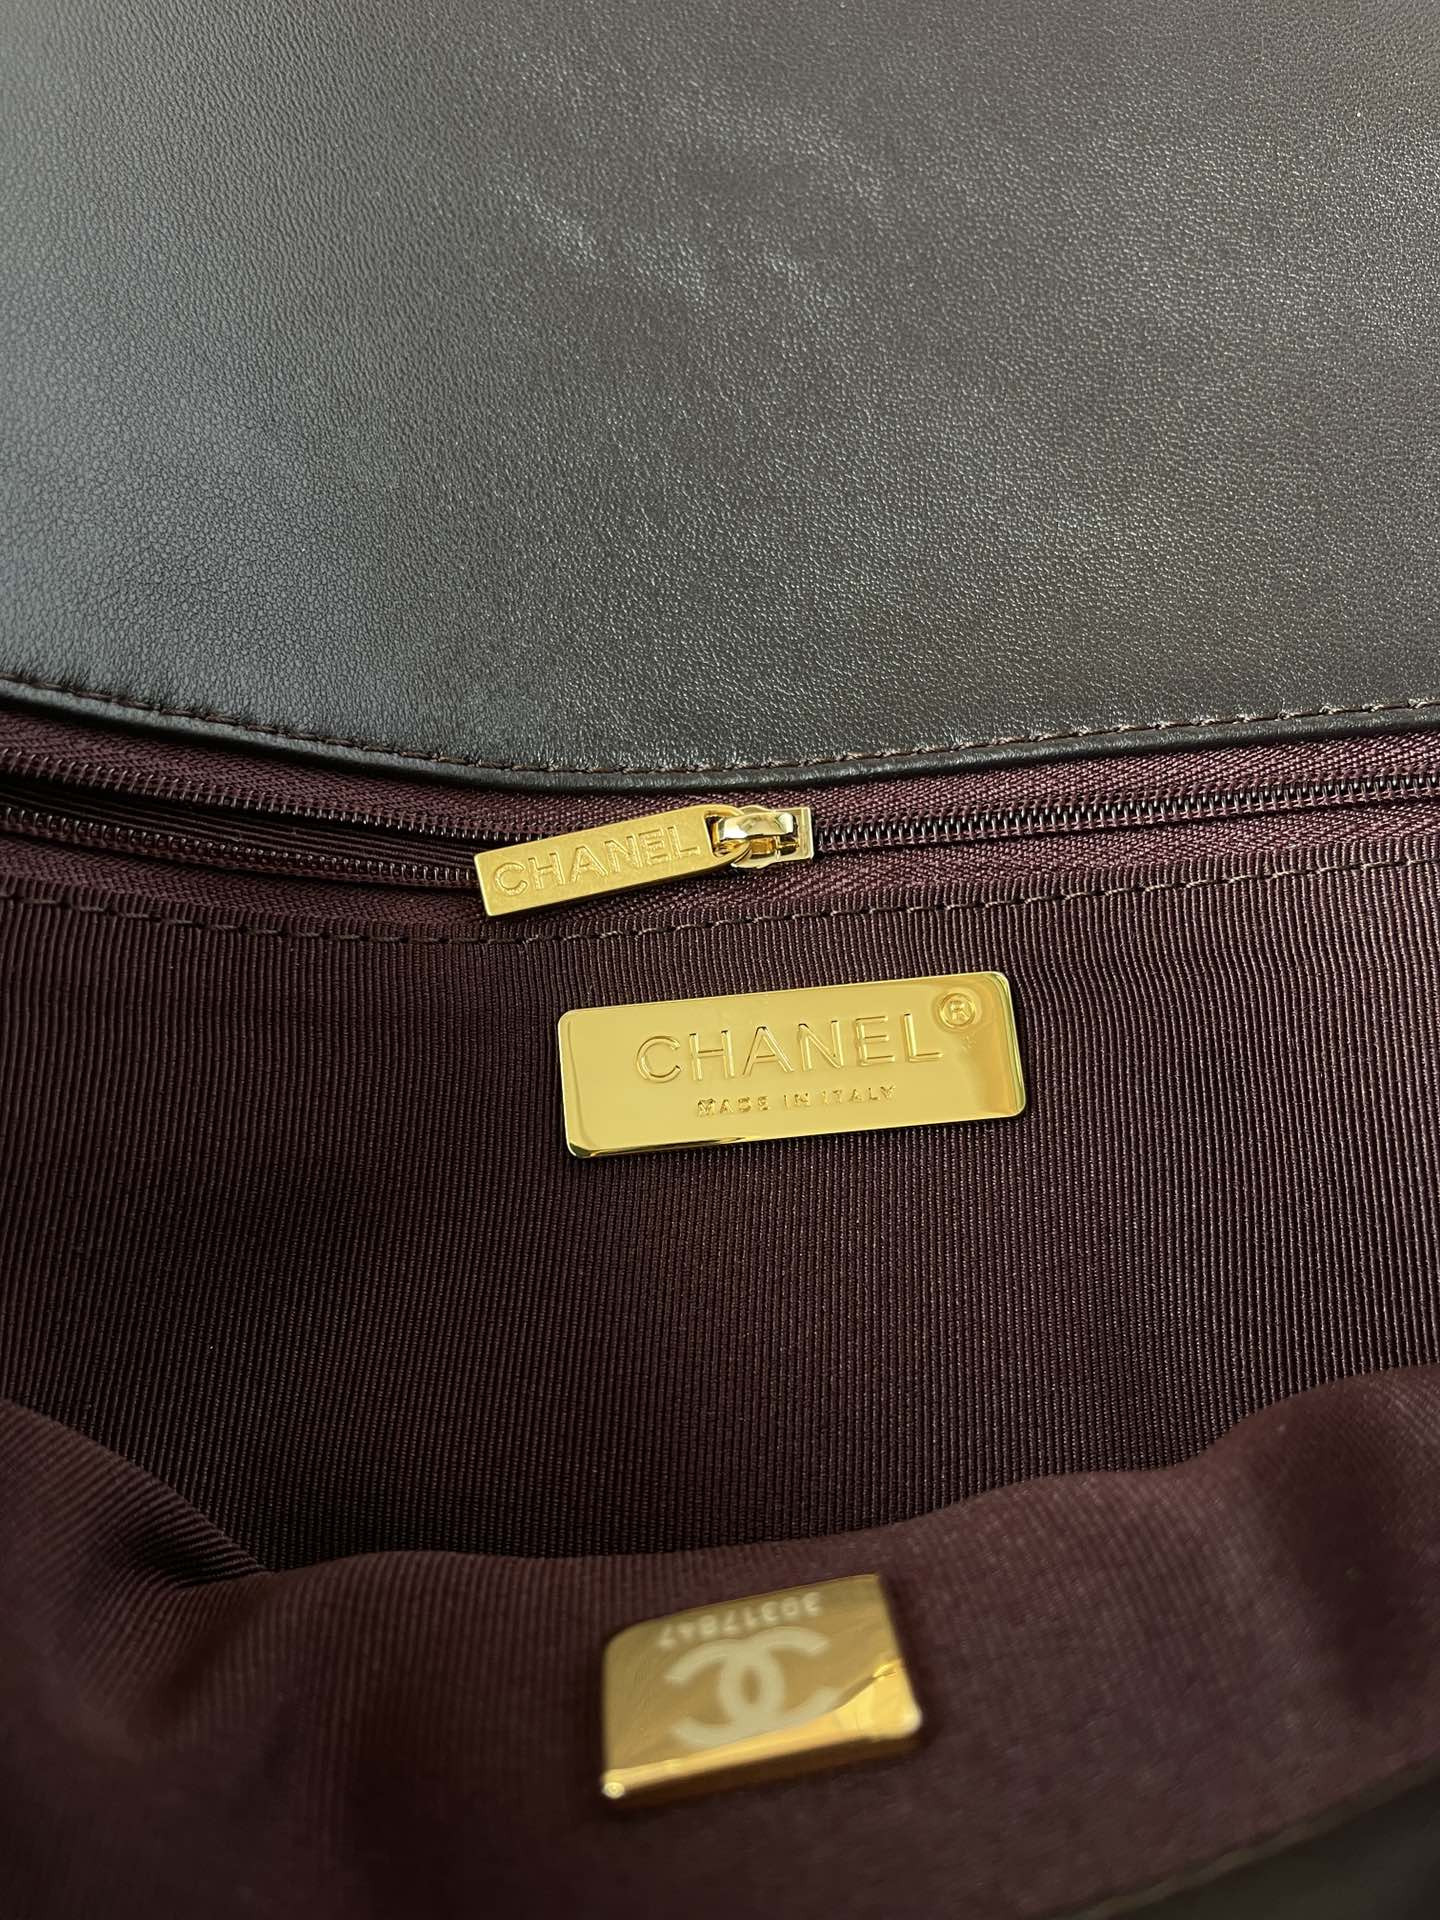 CHANEL
CHANEL ®
MADE IN ITALY
39317847